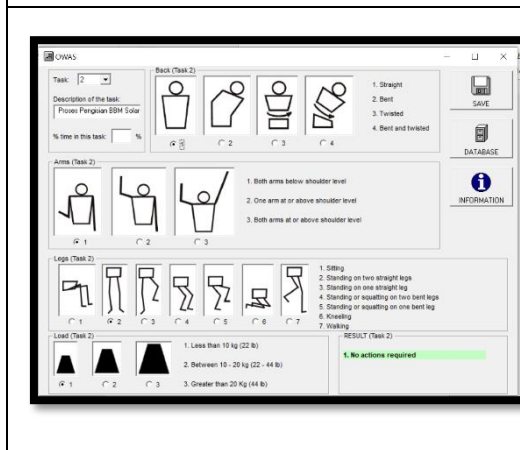 OWAS
Task: 2
Description of the task:
Proses Pengisian BBM Solar
% time in this task: %
Back (Task 2)
1 2 3 4
1. Straight
2. Bent
3. Twisted
4. Bent and twisted
SAVE
DATABASE
INFORMATION
Arms (Task 2)
1 2 3
1. Both arms below shoulder level
2. One arm at or above shoulder level
3. Both arms at or above shoulder level
Legs (Task 2)
1 2 3 4 5 6 7
1. Sitting
2. Standing on two straight legs
3. Standing on one straight leg
4. Standing or squatting on two bent legs
5. Standing or squatting on one bent leg
6. Kneeling
7. Walking
Load (Task 2)
1 2 3
1. Less than 10 kg (22 lb)
2. Between 10 - 20 kg (22 - 44 lb)
3. Greater than 20 Kg (44 lb)
RESULT (Task 2)
1. No actions required